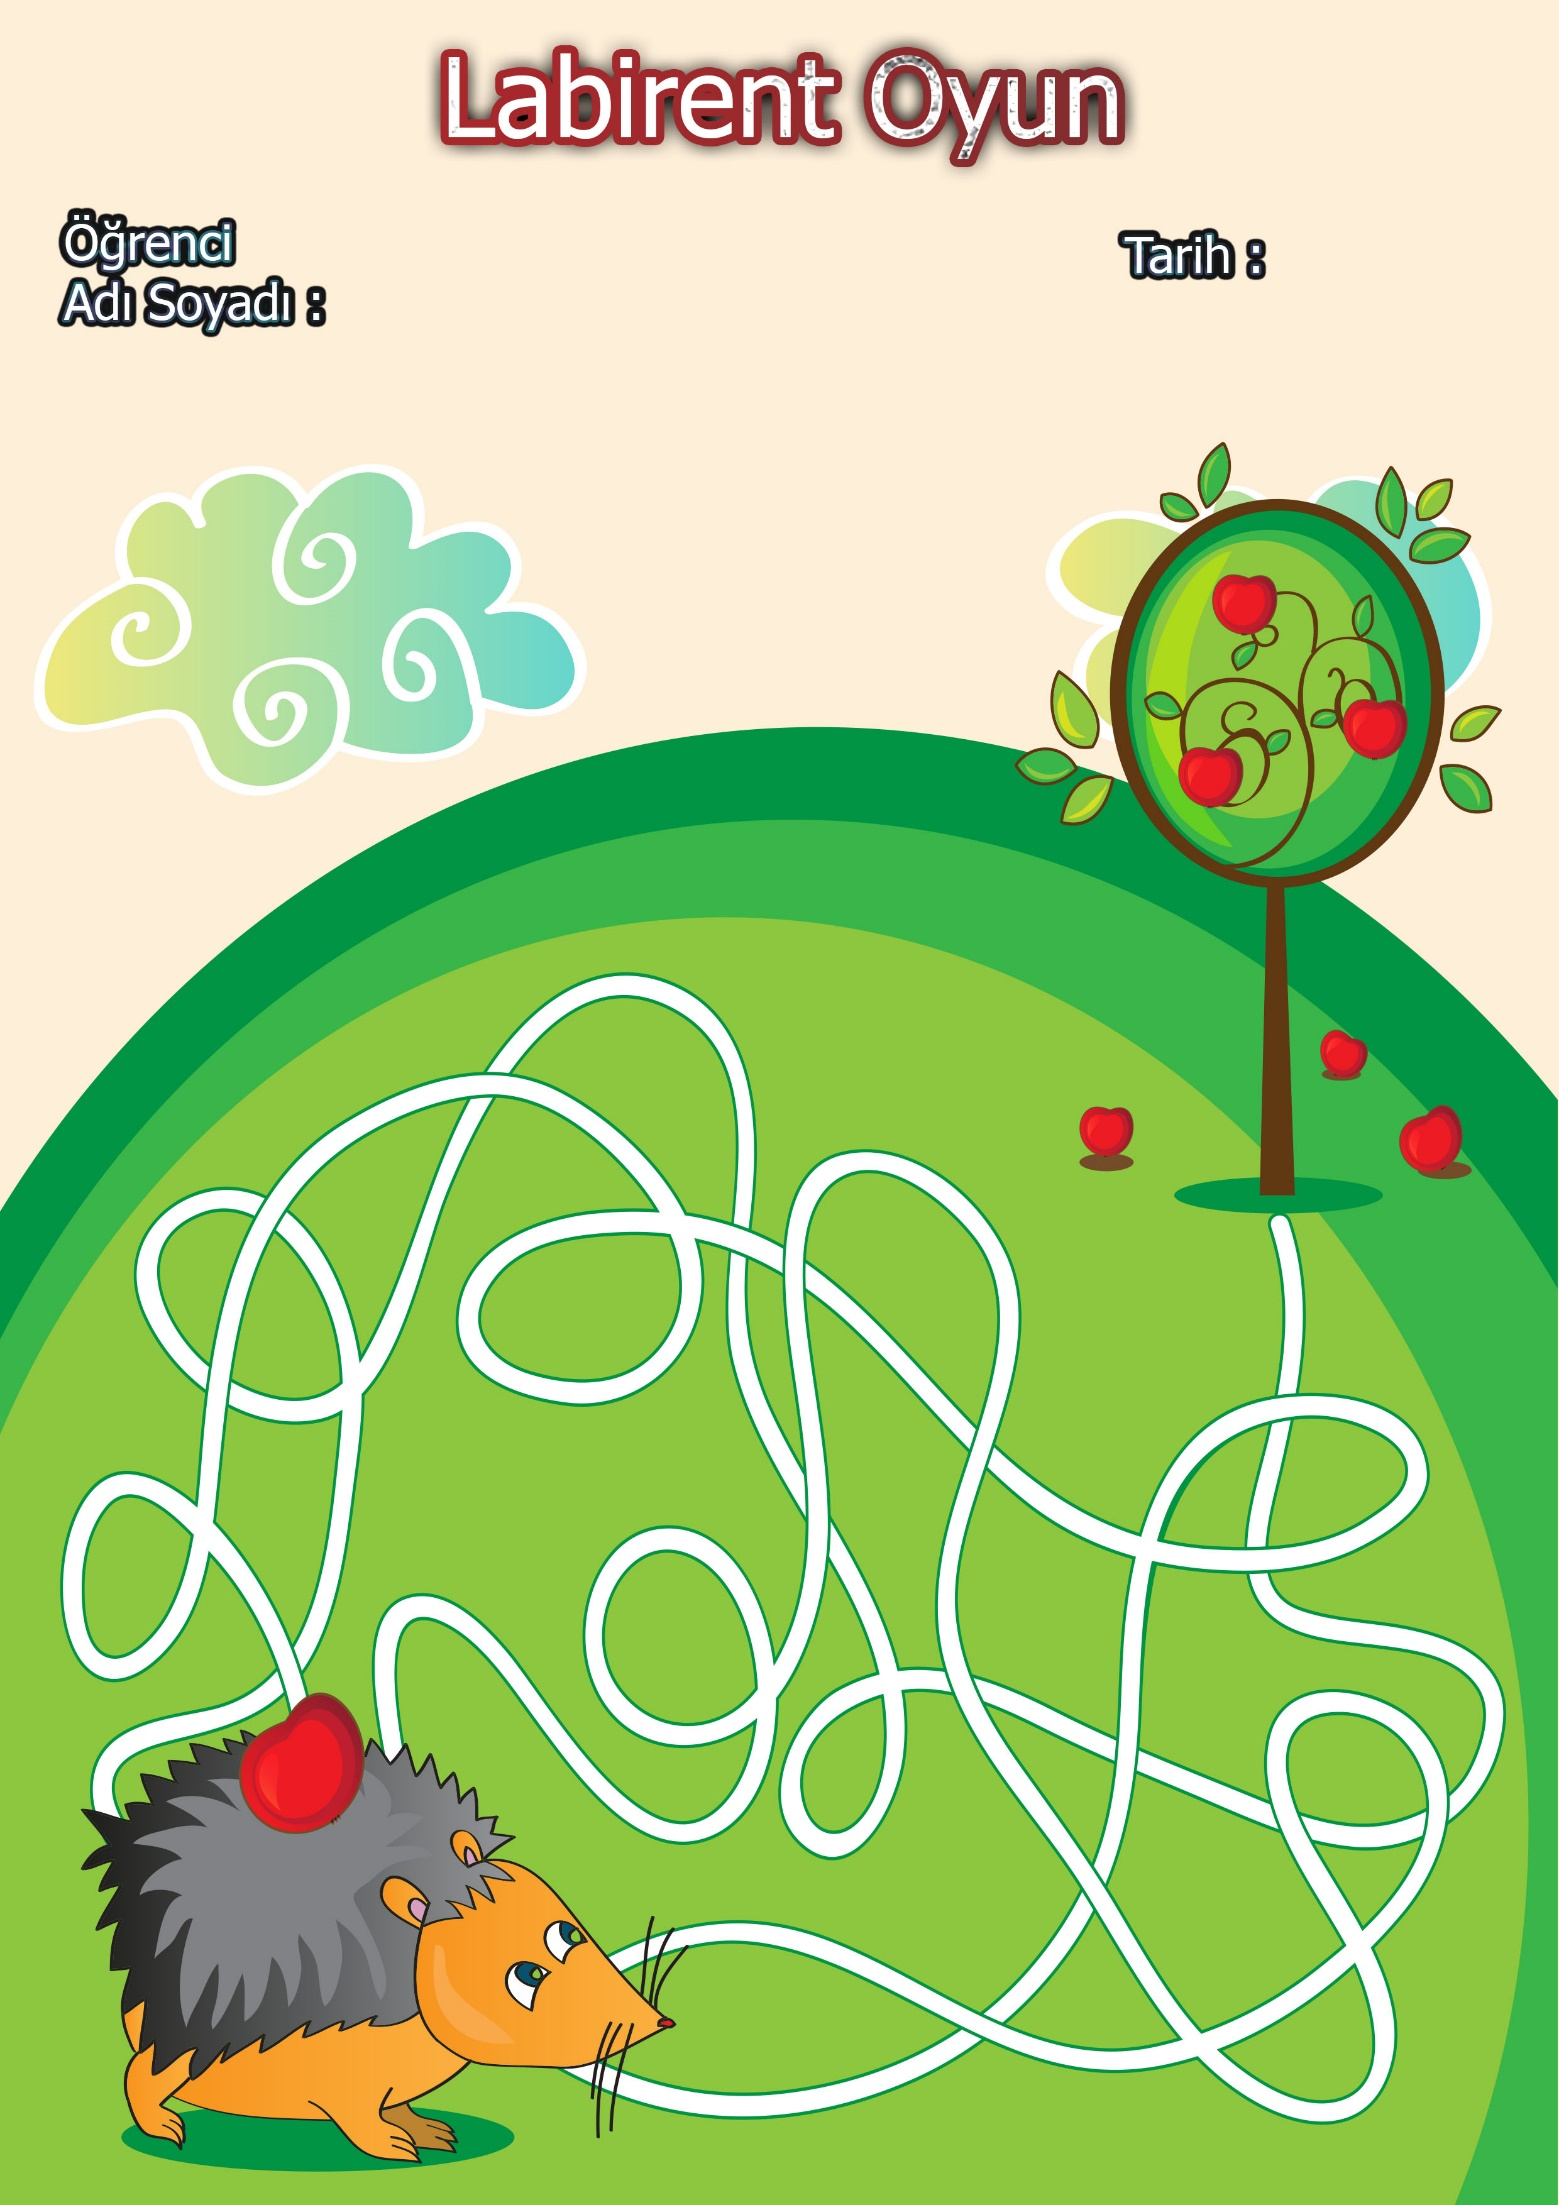 Labirent Oyun
Öğrenci
Adı Soyadı :
Tarih :